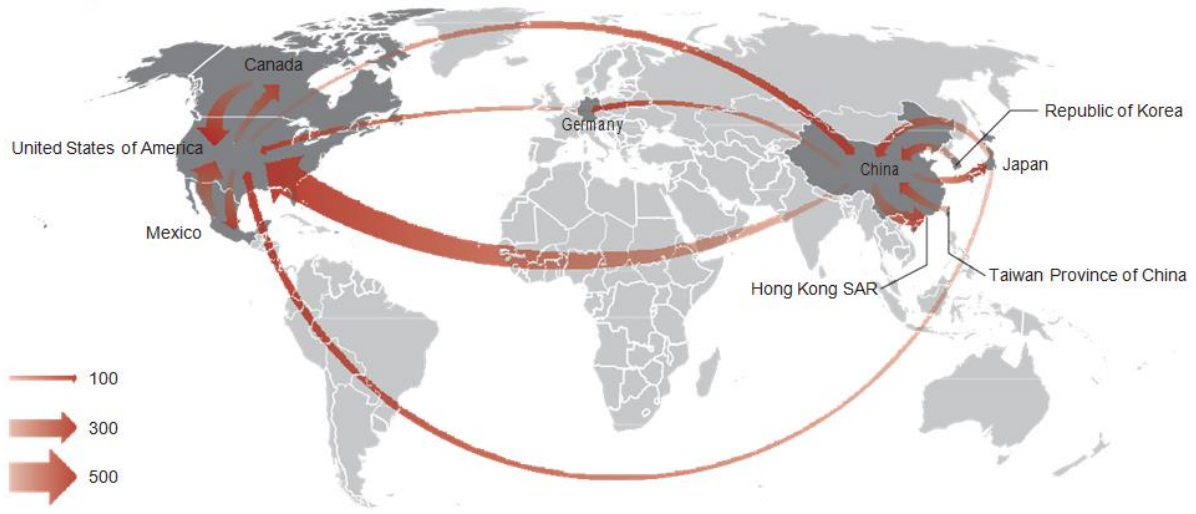 Canada
Republic of Korea
Germany
United States of America
China
Japan
Mexico
Taiwan Province of China
Hong Kong SAR
100
300
500